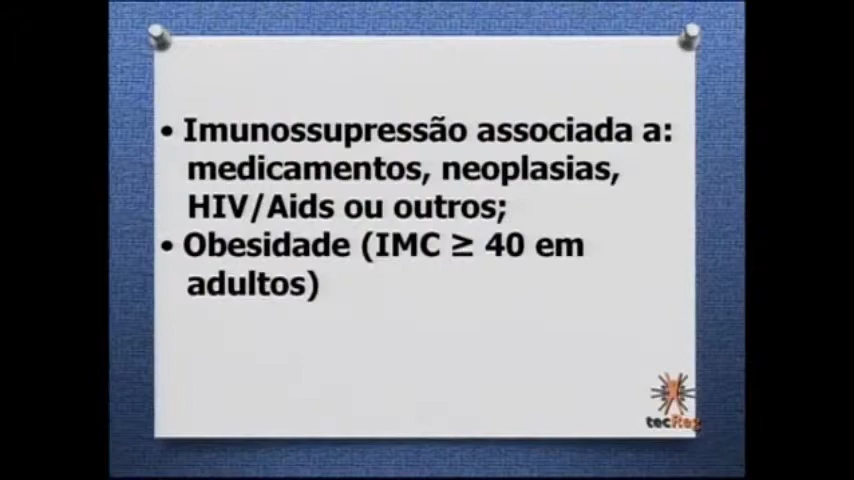 • Imunossupressão associada a:
medicamentos, neoplasias,
HIV/Aids ou outros;
• Obesidade (IMC ≥ 40 em
adultos)